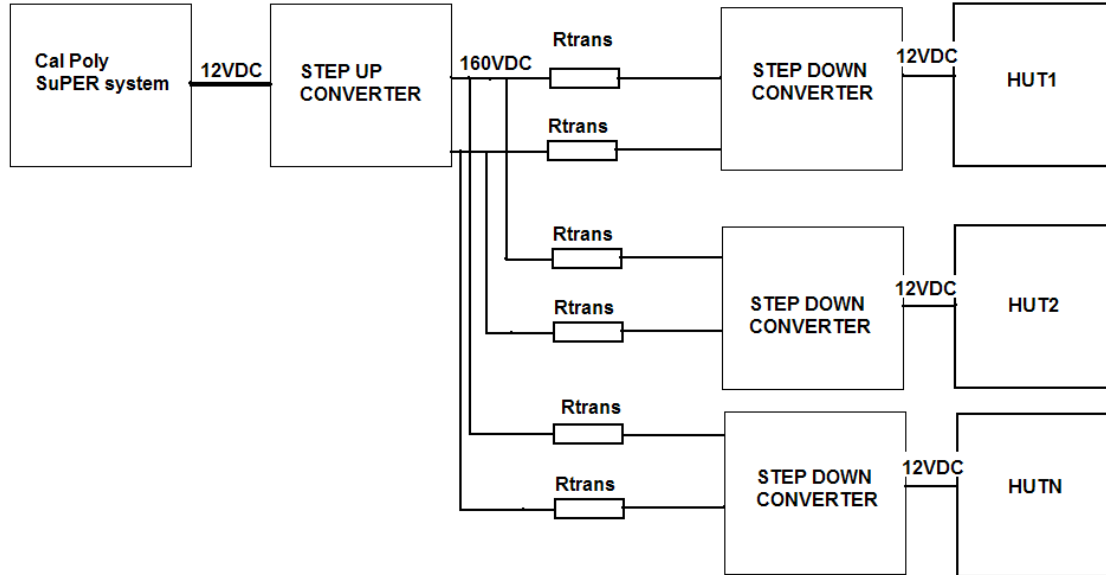 Cal Poly
SuPER system
12VDC
STEP UP
CONVERTER
160VDC
Rtrans
Rtrans
STEP DOWN
CONVERTER
12VDC
HUT1
Rtrans
Rtrans
STEP DOWN
CONVERTER
12VDC
HUT2
Rtrans
Rtrans
STEP DOWN
CONVERTER
12VDC
HUTN